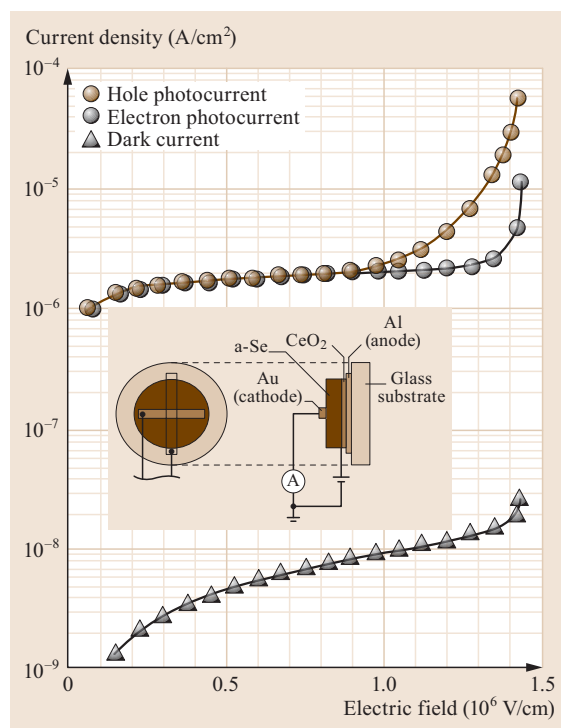 Current density (A/cm²)
10⁻⁴
Hole photocurrent
Electron photocurrent
Dark current
10⁻⁵
10⁻⁶
Al
(anode)
CeO₂
a-Se
Glass
substrate
Au
(cathode)
A
10⁻⁷
10⁻⁸
10⁻⁹
0
0.5
1.0
1.5
Electric field (10⁶ V/cm)